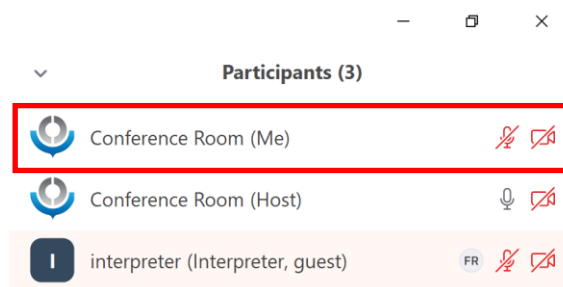 Participants (3)
Conference Room (Me)
Conference Room (Host)
I interpreter (Interpreter, guest) FR